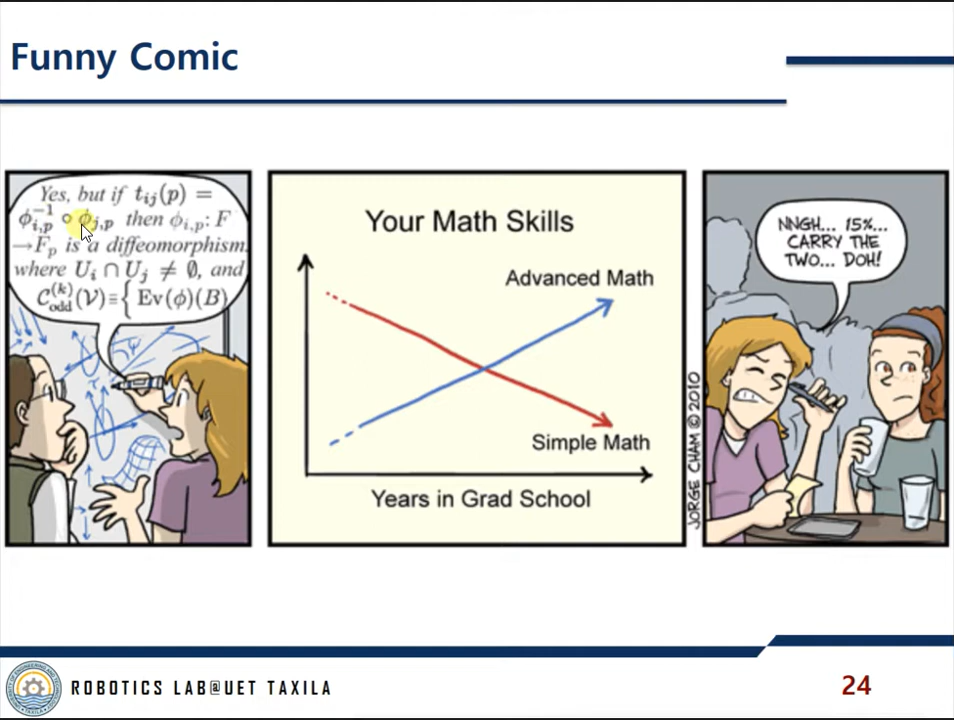 Funny Comic
Yes, but if tᵢⱼ(p) =
ϕ⁻¹ᵢ,ₚ ∘ ϕⱼ,ₚ then ϕᵢ,ₚ: F
→Fₚ is a diffeomorphism,
where Uᵢ ∩ Uⱼ ≠ ∅, and
C⁽ᵏ⁾odd(V)≡{ Ev(ϕ)(B)
Your Math Skills
Advanced Math
Simple Math
Years in Grad School
JORGE CHAM © 2010
NNGH... 15%...
CARRY THE
TWO... DOH!
ROBOTICS LAB@UET TAXILA
24